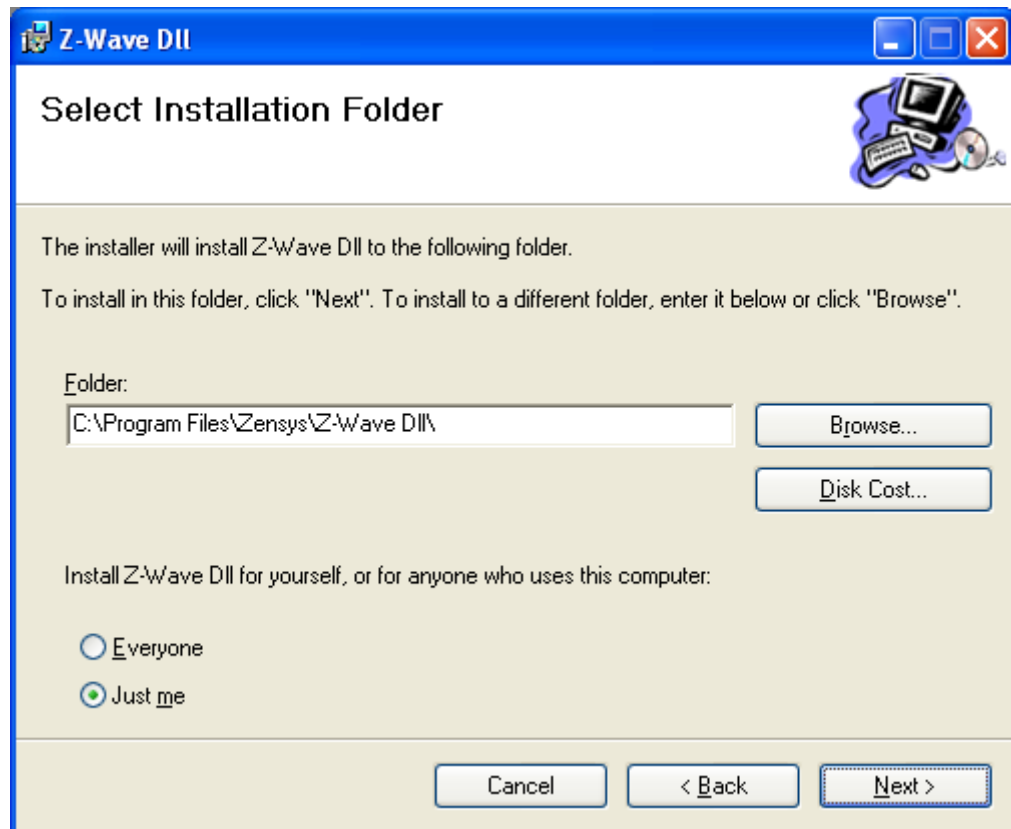 Z-Wave Dll
Select Installation Folder
The installer will install Z-Wave Dll to the following folder.
To install in this folder, click "Next". To install to a different folder, enter it below or click "Browse".
Folder:
C:\Program Files\Zensys\Z-Wave Dll\
Browse...
Disk Cost...
Install Z-Wave Dll for yourself, or for anyone who uses this computer:
Everyone
Just me
Cancel < Back Next >